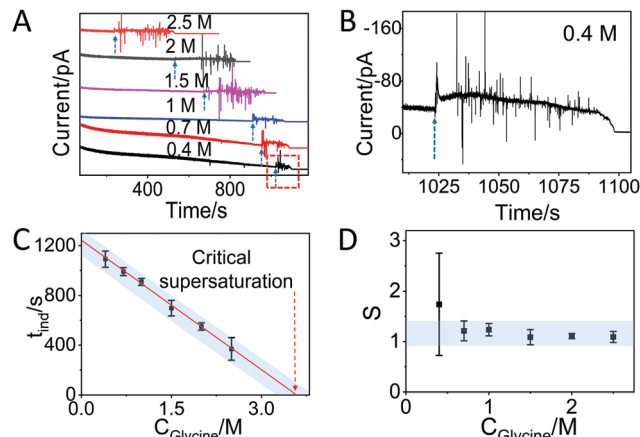 A
Current/pA
2.5 M
2 M
1.5 M
1 M
0.7 M
0.4 M
400
800
Time/s
B
Current/pA
-160
-80
0
0.4 M
1025
1050
1075
1100
Time/s
C
t_ind/s
1200
800
400
0
Critical
supersaturation
0.0
1.5
3.0
C_Glycine/M
D
S
3
2
1
0
0
1
2
C_Glycine/M